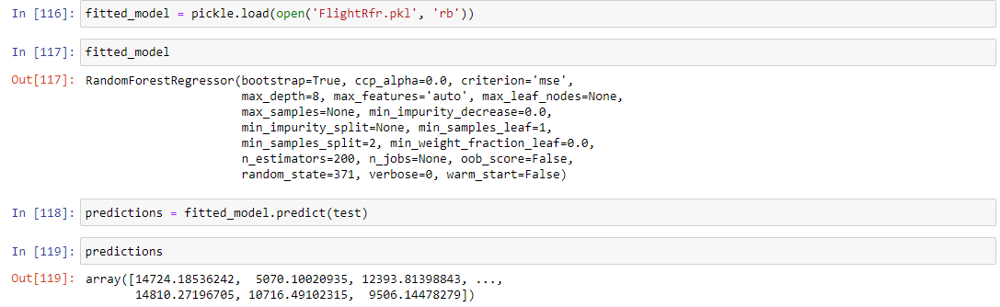 In [116]: fitted_model = pickle.load(open('FlightRfr.pkl', 'rb'))
In [117]: fitted_model
Out[117]: RandomForestRegressor(bootstrap=True, ccp_alpha=0.0, criterion='mse',
max_depth=8, max_features='auto', max_leaf_nodes=None,
max_samples=None, min_impurity_decrease=0.0,
min_impurity_split=None, min_samples_leaf=1,
min_samples_split=2, min_weight_fraction_leaf=0.0,
n_estimators=200, n_jobs=None, oob_score=False,
random_state=371, verbose=0, warm_start=False)
In [118]: predictions = fitted_model.predict(test)
In [119]: predictions
Out[119]: array([14724.18536242, 5070.10020935, 12393.81398843, ...,
14810.27196705, 10716.49102315, 9506.14478279])